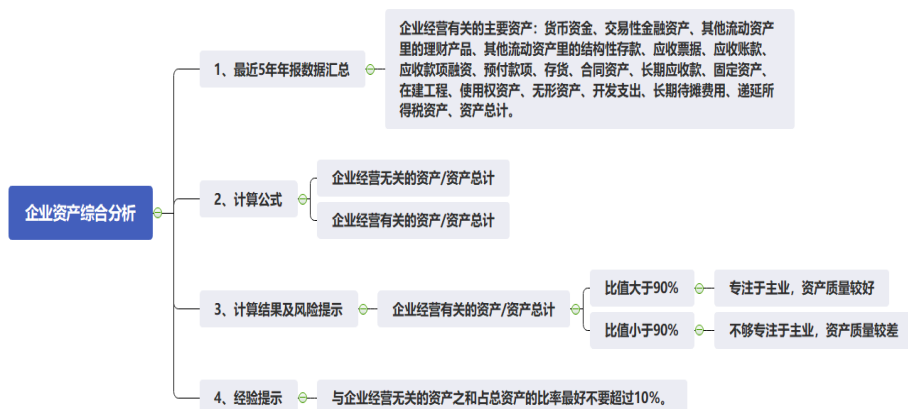 企业资产综合分析
1、最近5年年报数据汇总
企业经营有关的主要资产：货币资金、交易性金融资产、其他流动资产
里的理财产品、其他流动资产里的结构性存款、应收票据、应收账款、
应收款项融资、预付款项、存货、合同资产、长期应收款、固定资产、
在建工程、使用权资产、无形资产、开发支出、长期待摊费用、递延所
得税资产、资产总计。
2、计算公式
企业经营无关的资产/资产总计
企业经营有关的资产/资产总计
3、计算结果及风险提示
企业经营有关的资产/资产总计
比值大于90%
专注于主业，资产质量较好
比值小于90%
不够专注于主业，资产质量较差
4、经验提示
与企业经营无关的资产之和占总资产的比率最好不要超过10%。